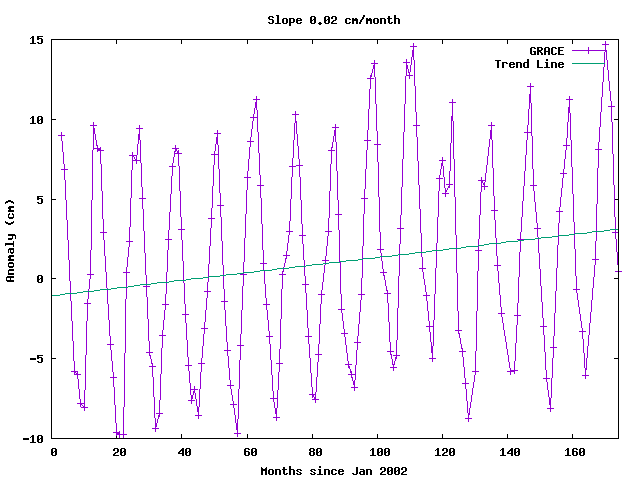 Slope 0.02 cm/month
GRACE
Trend Line
15
10
5
0
-5
-10
Anomaly (cm)
0 20 40 60 80 100 120 140 160
Months since Jan 2002